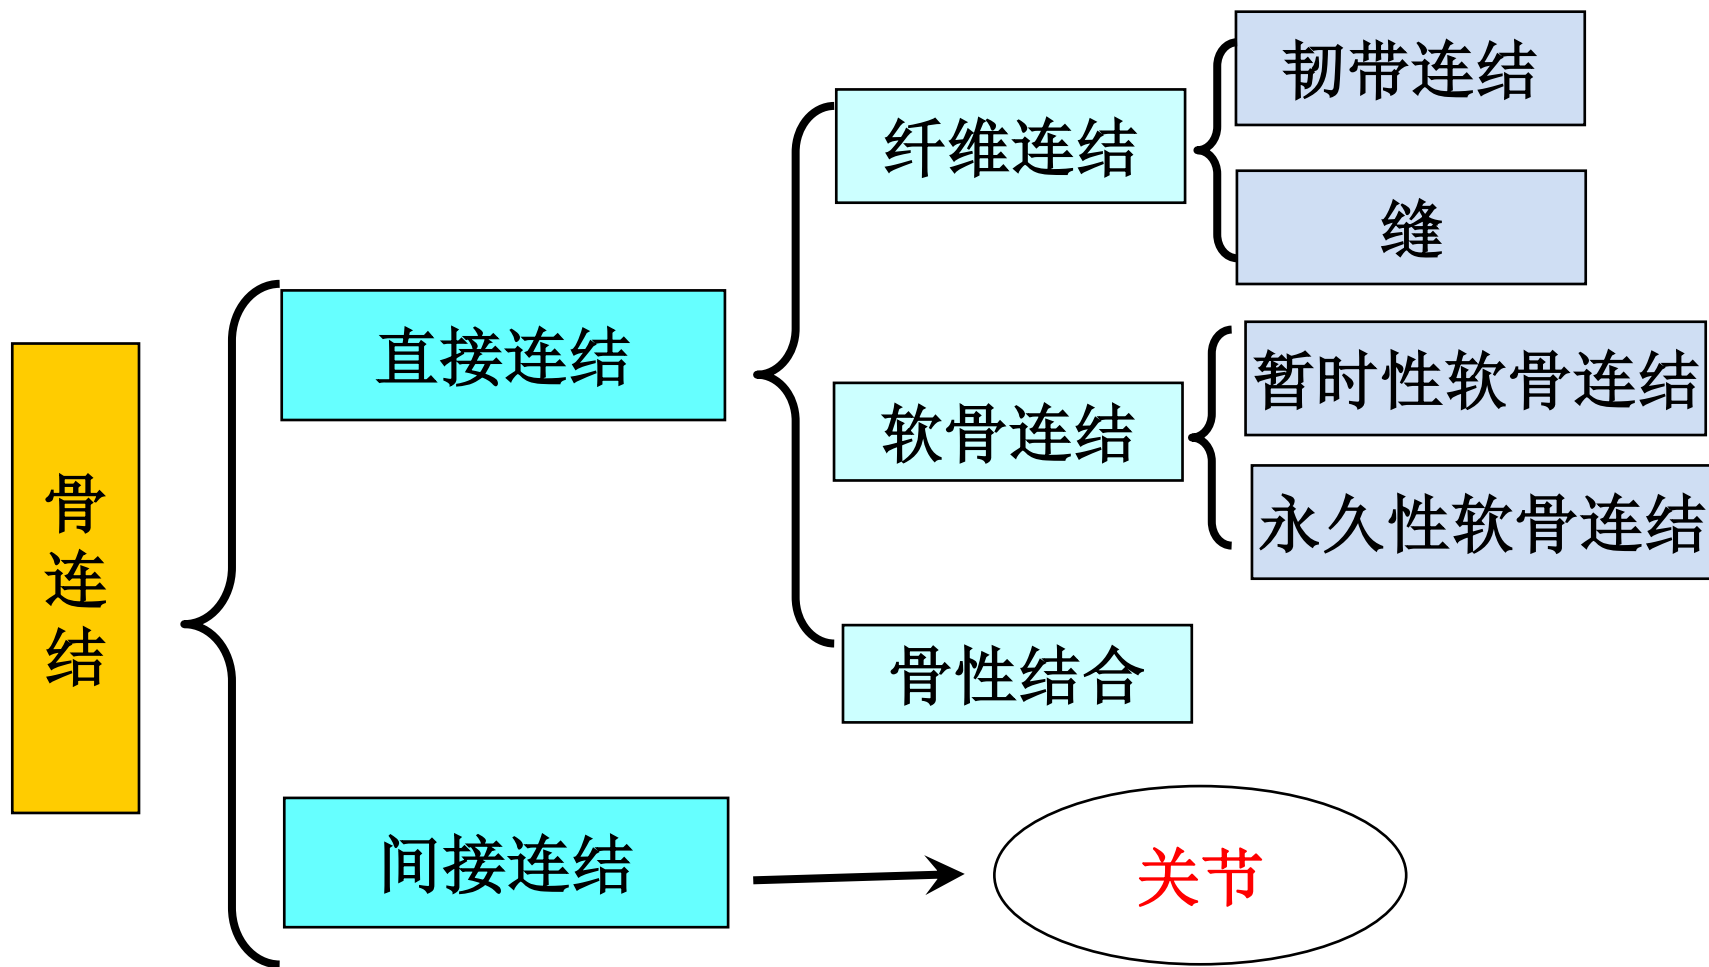 骨
连
结
直接连结
纤维连结
韧带连结
缝
软骨连结
暂时性软骨连结
永久性软骨连结
骨性结合
间接连结
关节